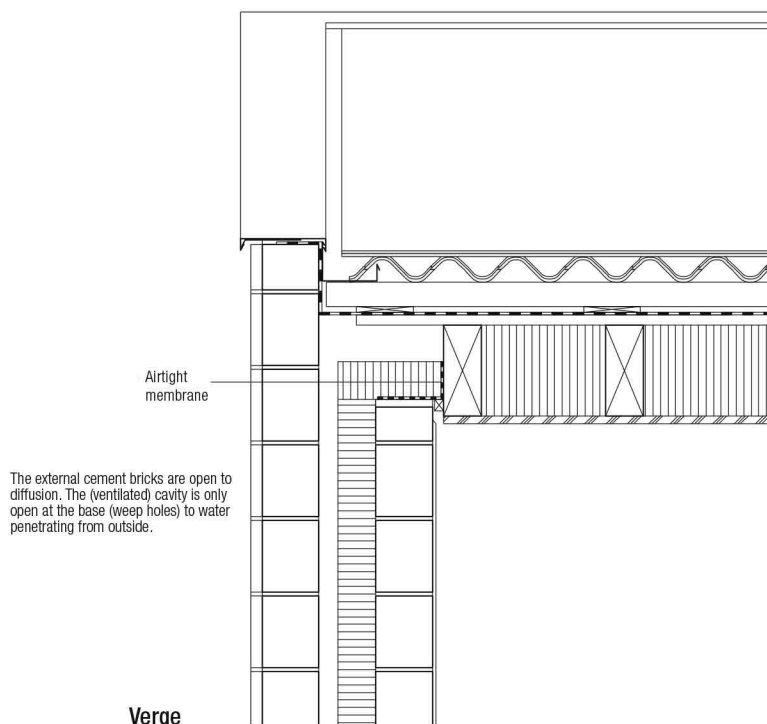 Airtight
membrane
The external cement bricks are open to
diffusion. The (ventilated) cavity is only
open at the base (weep holes) to water
penetrating from outside.
Verge